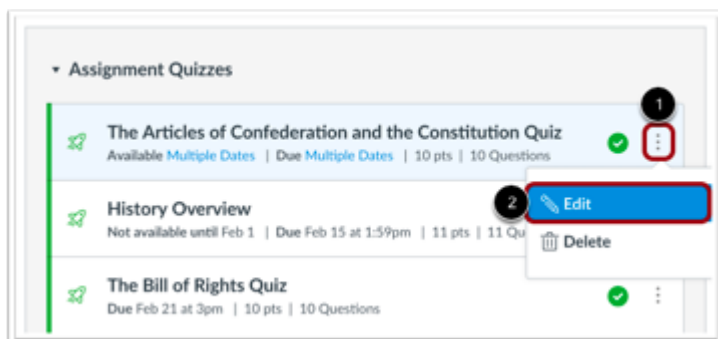 Assignment Quizzes
1
The Articles of Confederation and the Constitution Quiz
Available Multiple Dates | Due Multiple Dates | 10 pts | 10 Questions
2
Edit
History Overview
Not available until Feb 1 | Due Feb 15 at 1:59pm | 11 pts | 11 Qu
Delete
The Bill of Rights Quiz
Due Feb 21 at 3pm | 10 pts | 10 Questions